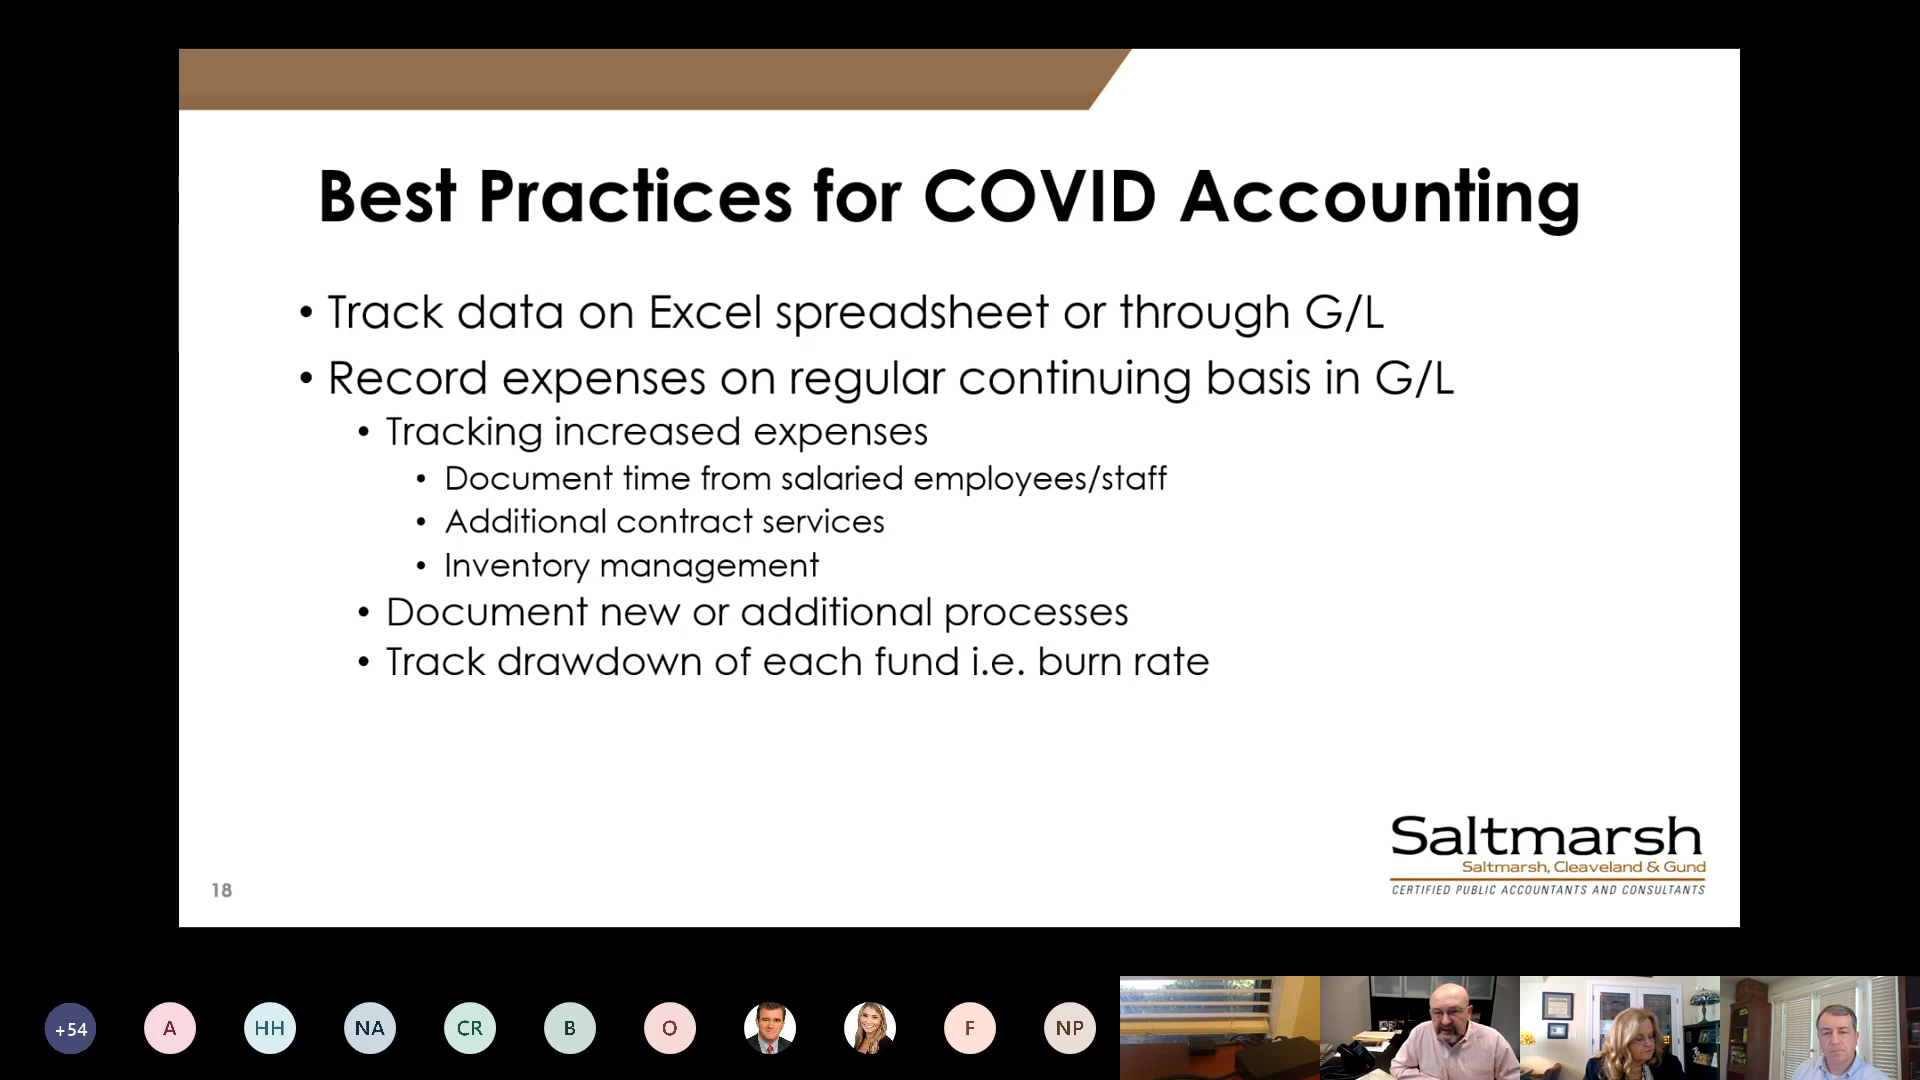 Best Practices for COVID Accounting
• Track data on Excel spreadsheet or through G/L
• Record expenses on regular continuing basis in G/L
• Tracking increased expenses
• Document time from salaried employees/staff
• Additional contract services
• Inventory management
• Document new or additional processes
• Track drawdown of each fund i.e. burn rate
Saltmarsh
Saltmarsh, Cleaveland & Gund
CERTIFIED PUBLIC ACCOUNTANTS AND CONSULTANTS
18
+54 A HH NA CR B O F NP